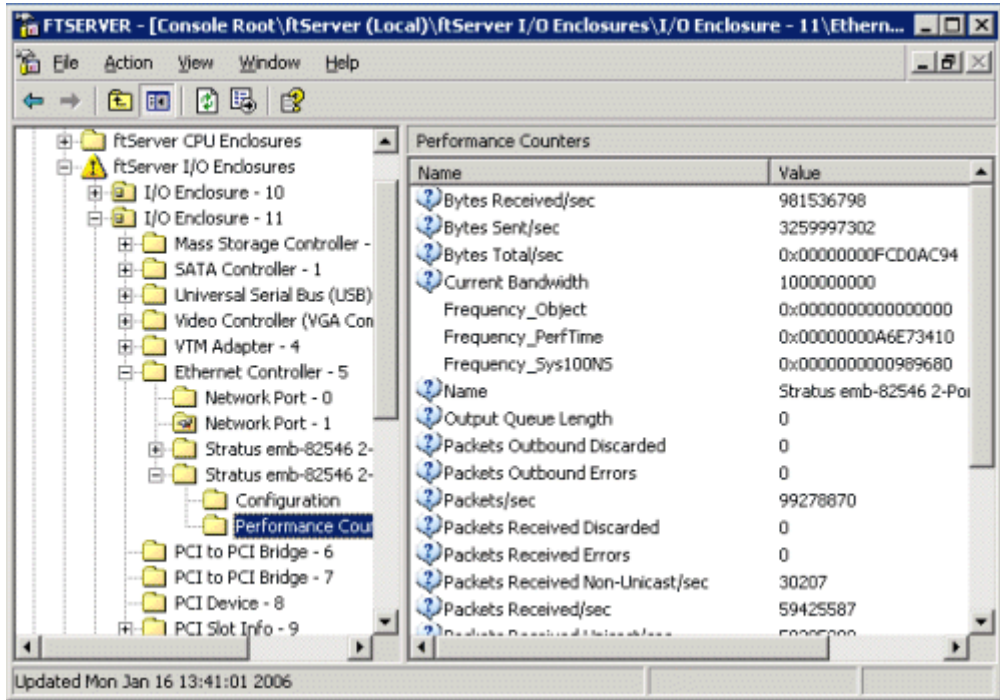 FTSERVER - [Console Root\ftServer (Local)\ftServer I/O Enclosures\I/O Enclosure - 11\Ethern...
File Action View Window Help
ftServer CPU Enclosures
ftServer I/O Enclosures
I/O Enclosure - 10
I/O Enclosure - 11
Mass Storage Controller -
SATA Controller - 1
Universal Serial Bus (USB)
Video Controller (VGA Con
VTM Adapter - 4
Ethernet Controller - 5
Network Port - 0
Network Port - 1
Stratus emb-82546 2-
Stratus emb-82546 2-
Configuration
Performance Cour
PCI to PCI Bridge - 6
PCI to PCI Bridge - 7
PCI Device - 8
PCI Slot Info - 9
Performance Counters
Name Value
Bytes Received/sec 981536798
Bytes Sent/sec 3259997302
Bytes Total/sec 0x00000000FCD0AC94
Current Bandwidth 1000000000
Frequency_Object 0x0000000000000000
Frequency_PerfTime 0x00000000A6E73410
Frequency_Sys100NS 0x0000000000989680
Name Stratus emb-82546 2-Poi
Output Queue Length 0
Packets Outbound Discarded 0
Packets Outbound Errors 0
Packets/sec 99278870
Packets Received Discarded 0
Packets Received Errors 0
Packets Received Non-Unicast/sec 30207
Packets Received/sec 59425587
Updated Mon Jan 16 13:41:01 2006